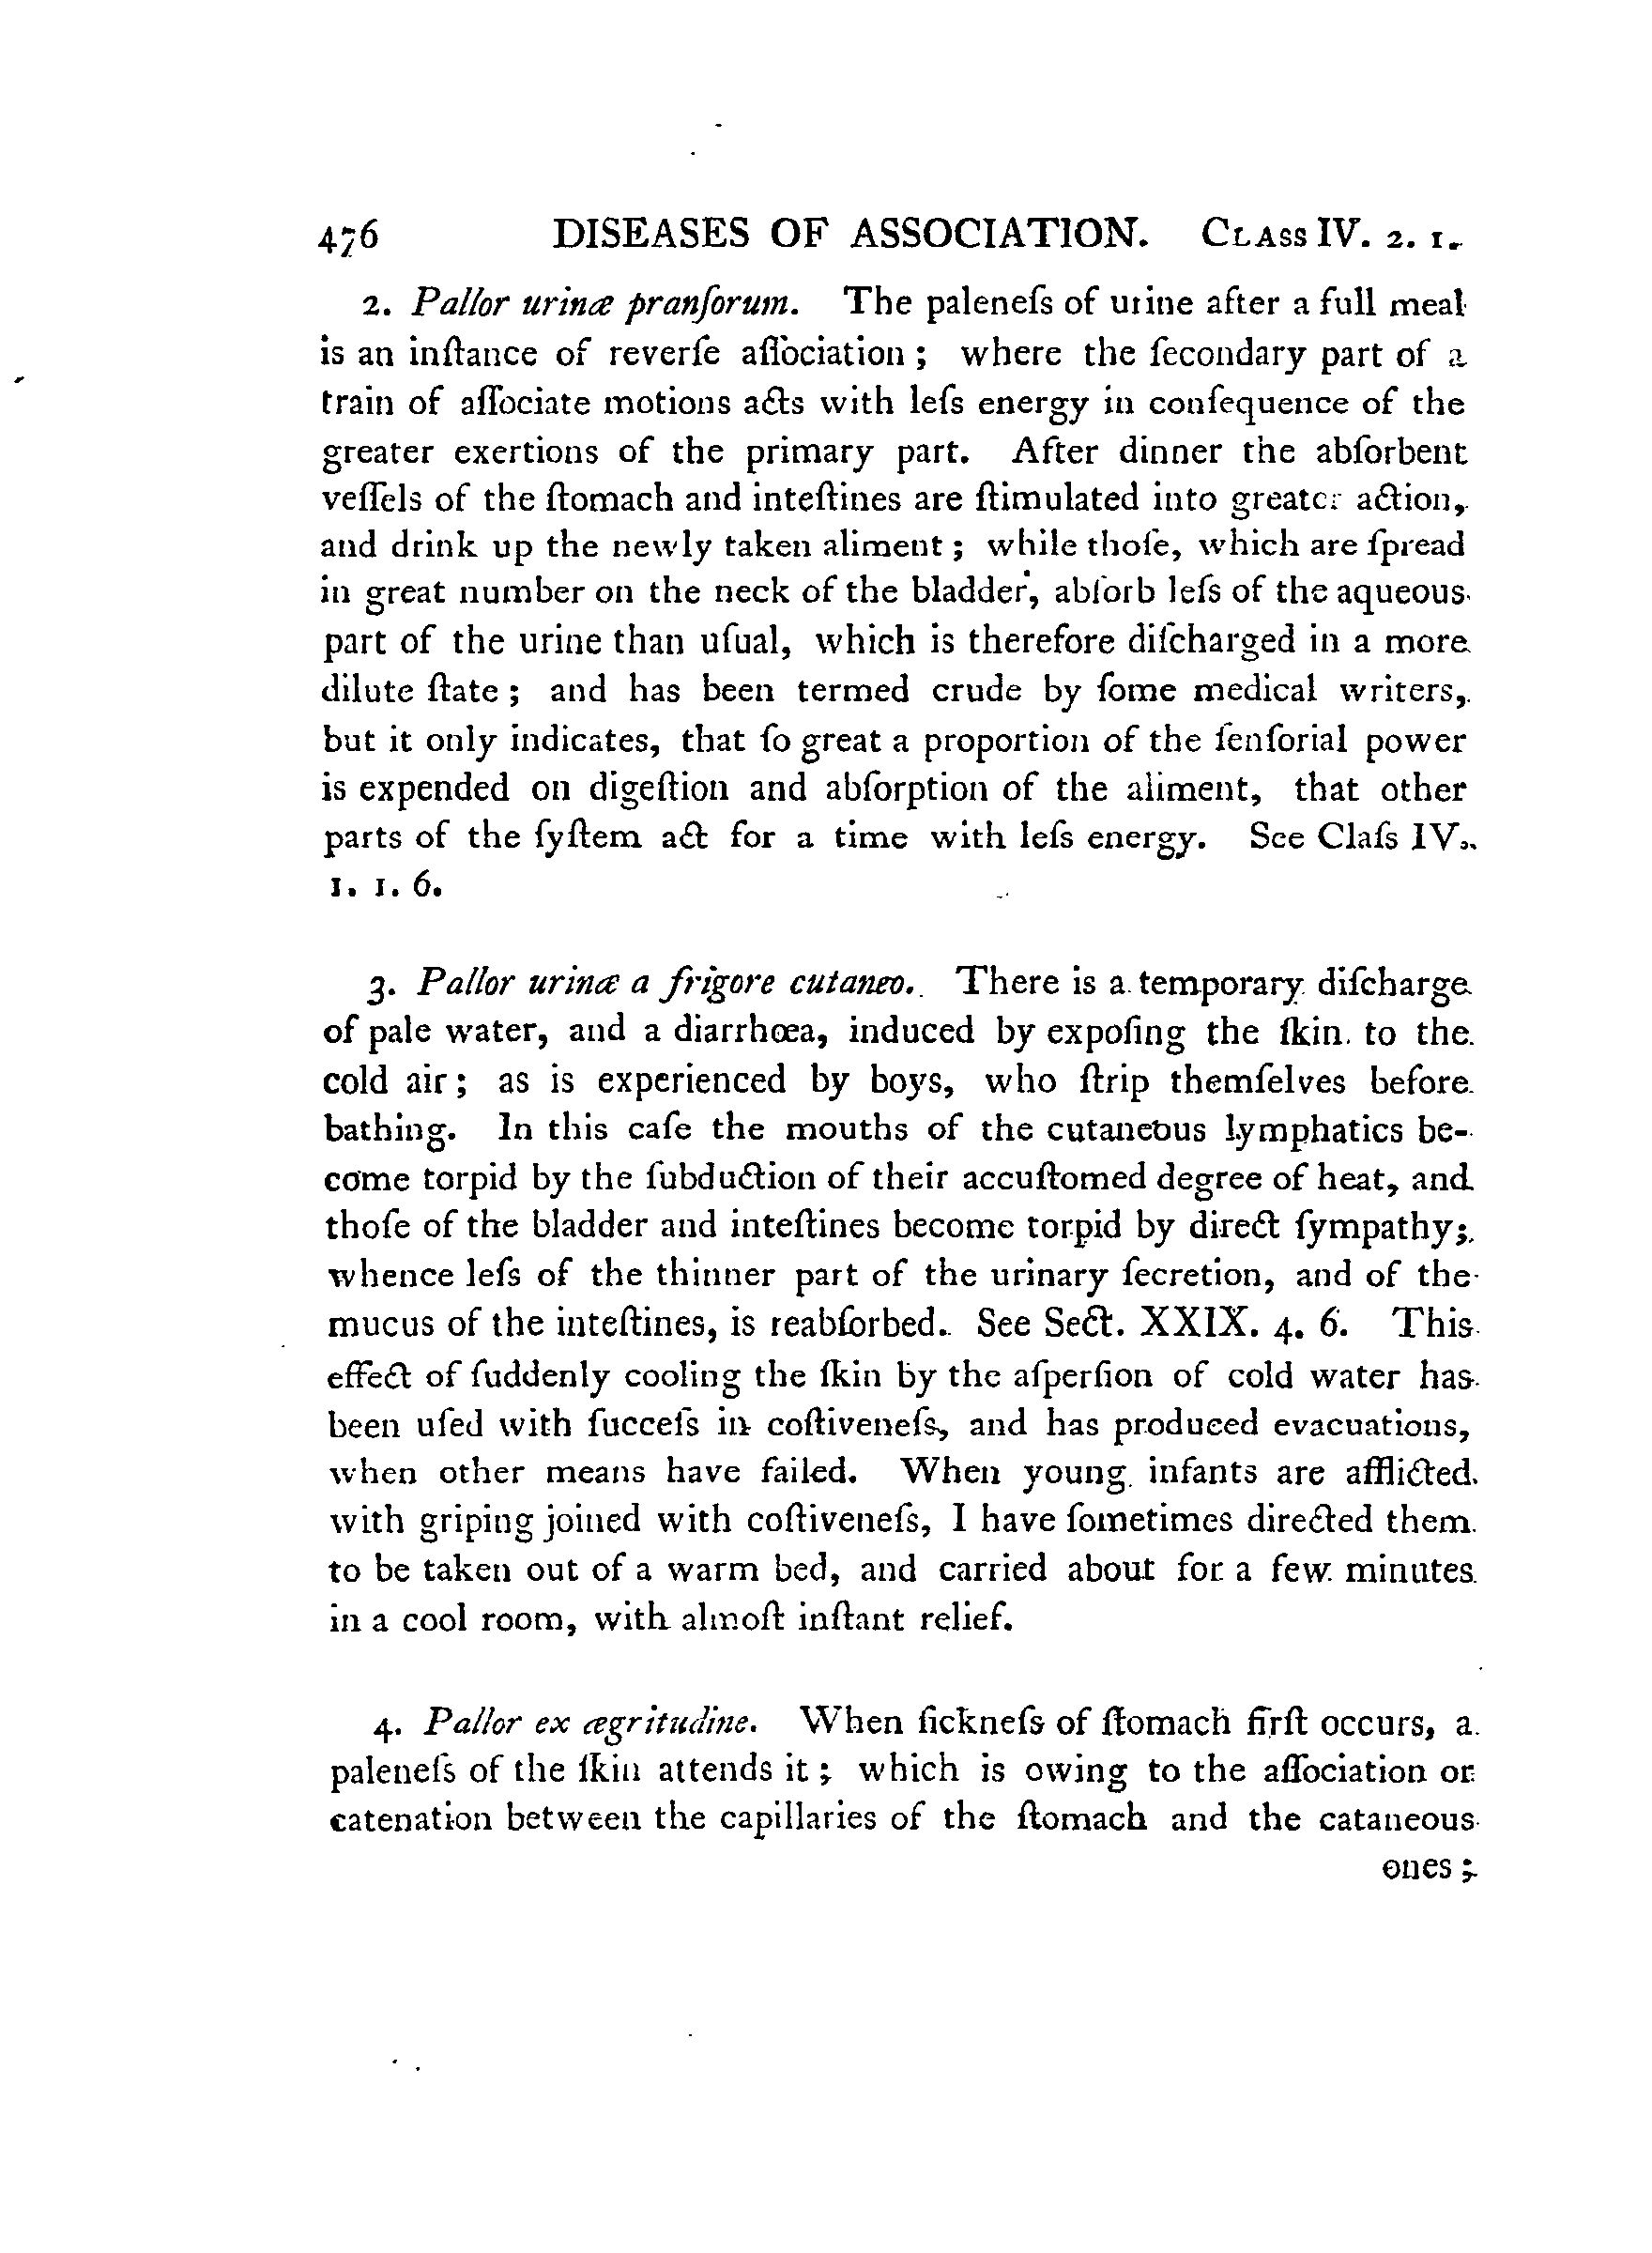 476 DISEASES OF ASSOCIATION. CLASS IV. 2. 1.
2. Pallor urinæ pranſorum. The paleneſs of urine after a full meal
is an inſtance of reverſe aſſociation; where the ſecondary part of a
train of aſſociate motions acts with leſs energy in conſequence of the
greater exertions of the primary part. After dinner the abſorbent
veſſels of the ſtomach and inteſtines are ſtimulated into greater action,
and drink up the newly taken aliment; while thoſe, which are ſpread
in great number on the neck of the bladder, abſorb leſs of the aqueous
part of the urine than uſual, which is therefore diſcharged in a more
dilute ſtate; and has been termed crude by ſome medical writers,
but it only indicates, that ſo great a proportion of the ſenſorial power
is expended on digeſtion and abſorption of the aliment, that other
parts of the ſyſtem act for a time with leſs energy. See Claſs IV.
1. 1. 6.
3. Pallor urinæ a frigore cutaneo. There is a temporary diſcharge
of pale water, and a diarrhœa, induced by expoſing the ſkin to the
cold air; as is experienced by boys, who ſtrip themſelves before
bathing. In this caſe the mouths of the cutaneous lymphatics be-
come torpid by the ſubduction of their accuſtomed degree of heat, and
thoſe of the bladder and inteſtines become torpid by direct ſympathy;
whence leſs of the thinner part of the urinary ſecretion, and of the
mucus of the inteſtines, is reabſorbed. See Sect. XXIX. 4. 6. This
effect of ſuddenly cooling the ſkin by the aſperſion of cold water has
been uſed with ſucceſs in coſtiveneſs, and has produced evacuations,
when other means have failed. When young infants are afflicted
with griping joined with coſtiveneſs, I have ſometimes directed them
to be taken out of a warm bed, and carried about for a few minutes
in a cool room, with almoſt inſtant relief.
4. Pallor ex ægritudine. When ſickneſs of ſtomach firſt occurs, a
paleneſs of the ſkin attends it; which is owing to the aſſociation or
catenation between the capillaries of the ſtomach and the cataneous
ones;